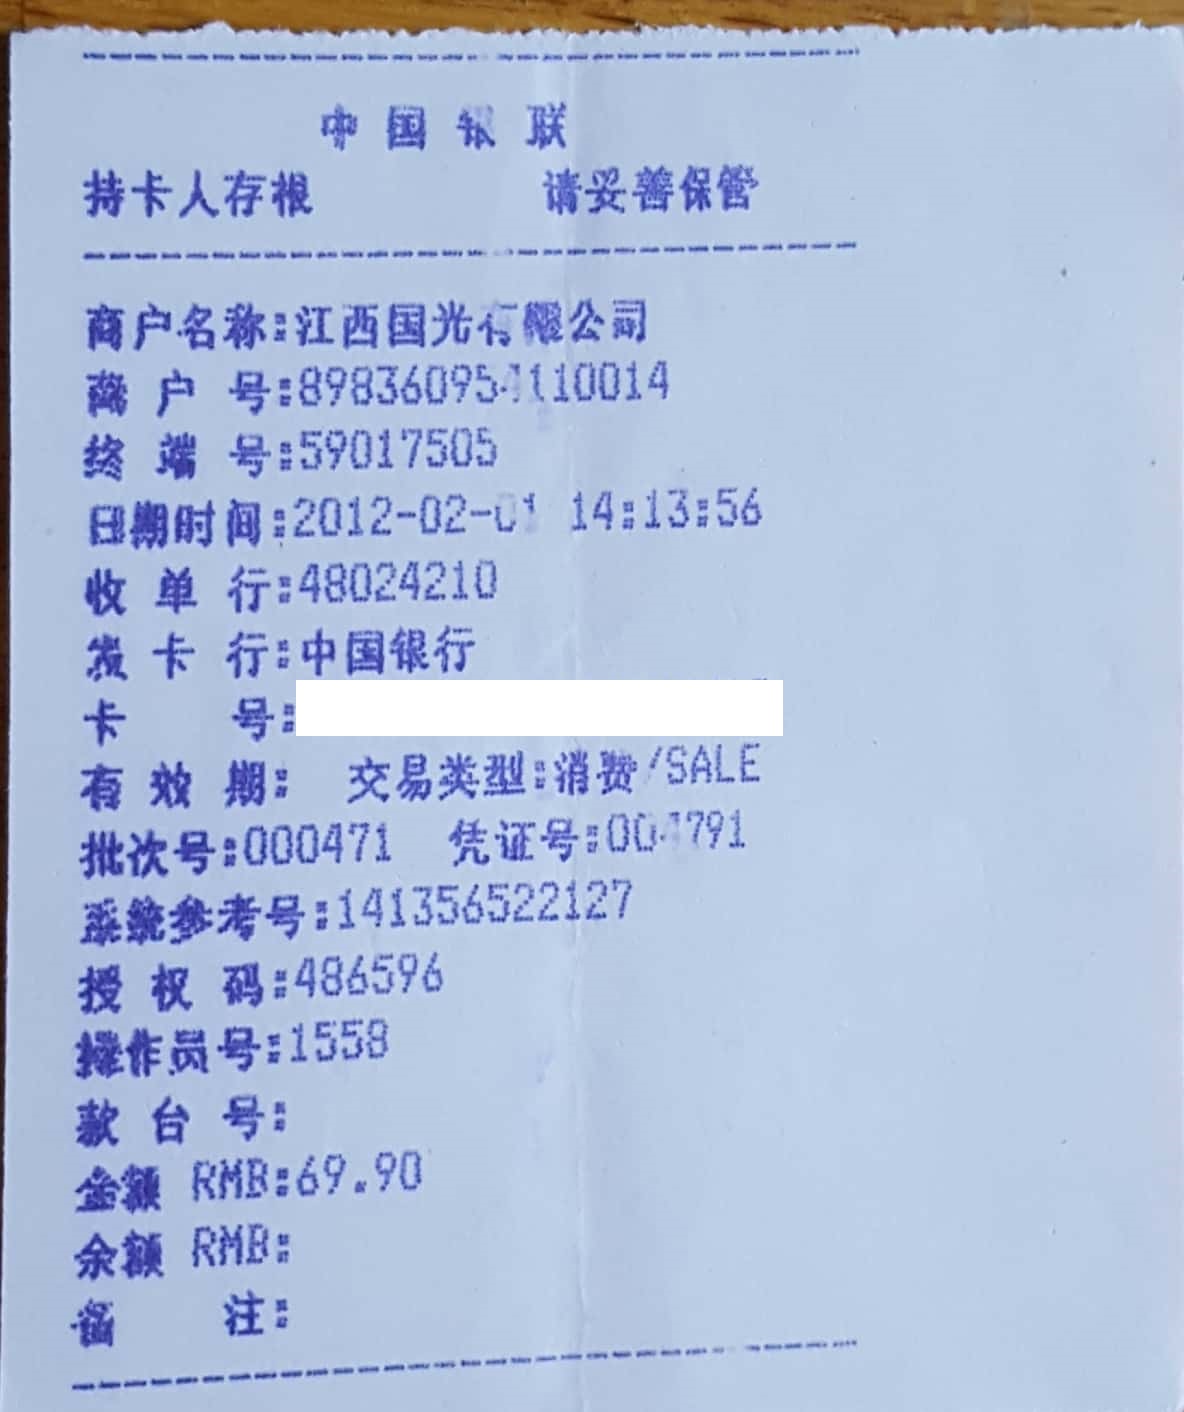 中国银联
持卡人存根 请妥善保管
商户名称:江西国光有限公司
商户号:898360954110014
终端号:59017505
日期时间:2012-02-01 14:13:56
收单行:48024210
发卡行:中国银行
卡号:
有效期: 交易类型:消费/SALE
批次号:000471 凭证号:004791
系统参考号:141356522127
授权码:486596
操作员号:1558
款台号:
金额 RMB:69.90
余额 RMB:
备注: